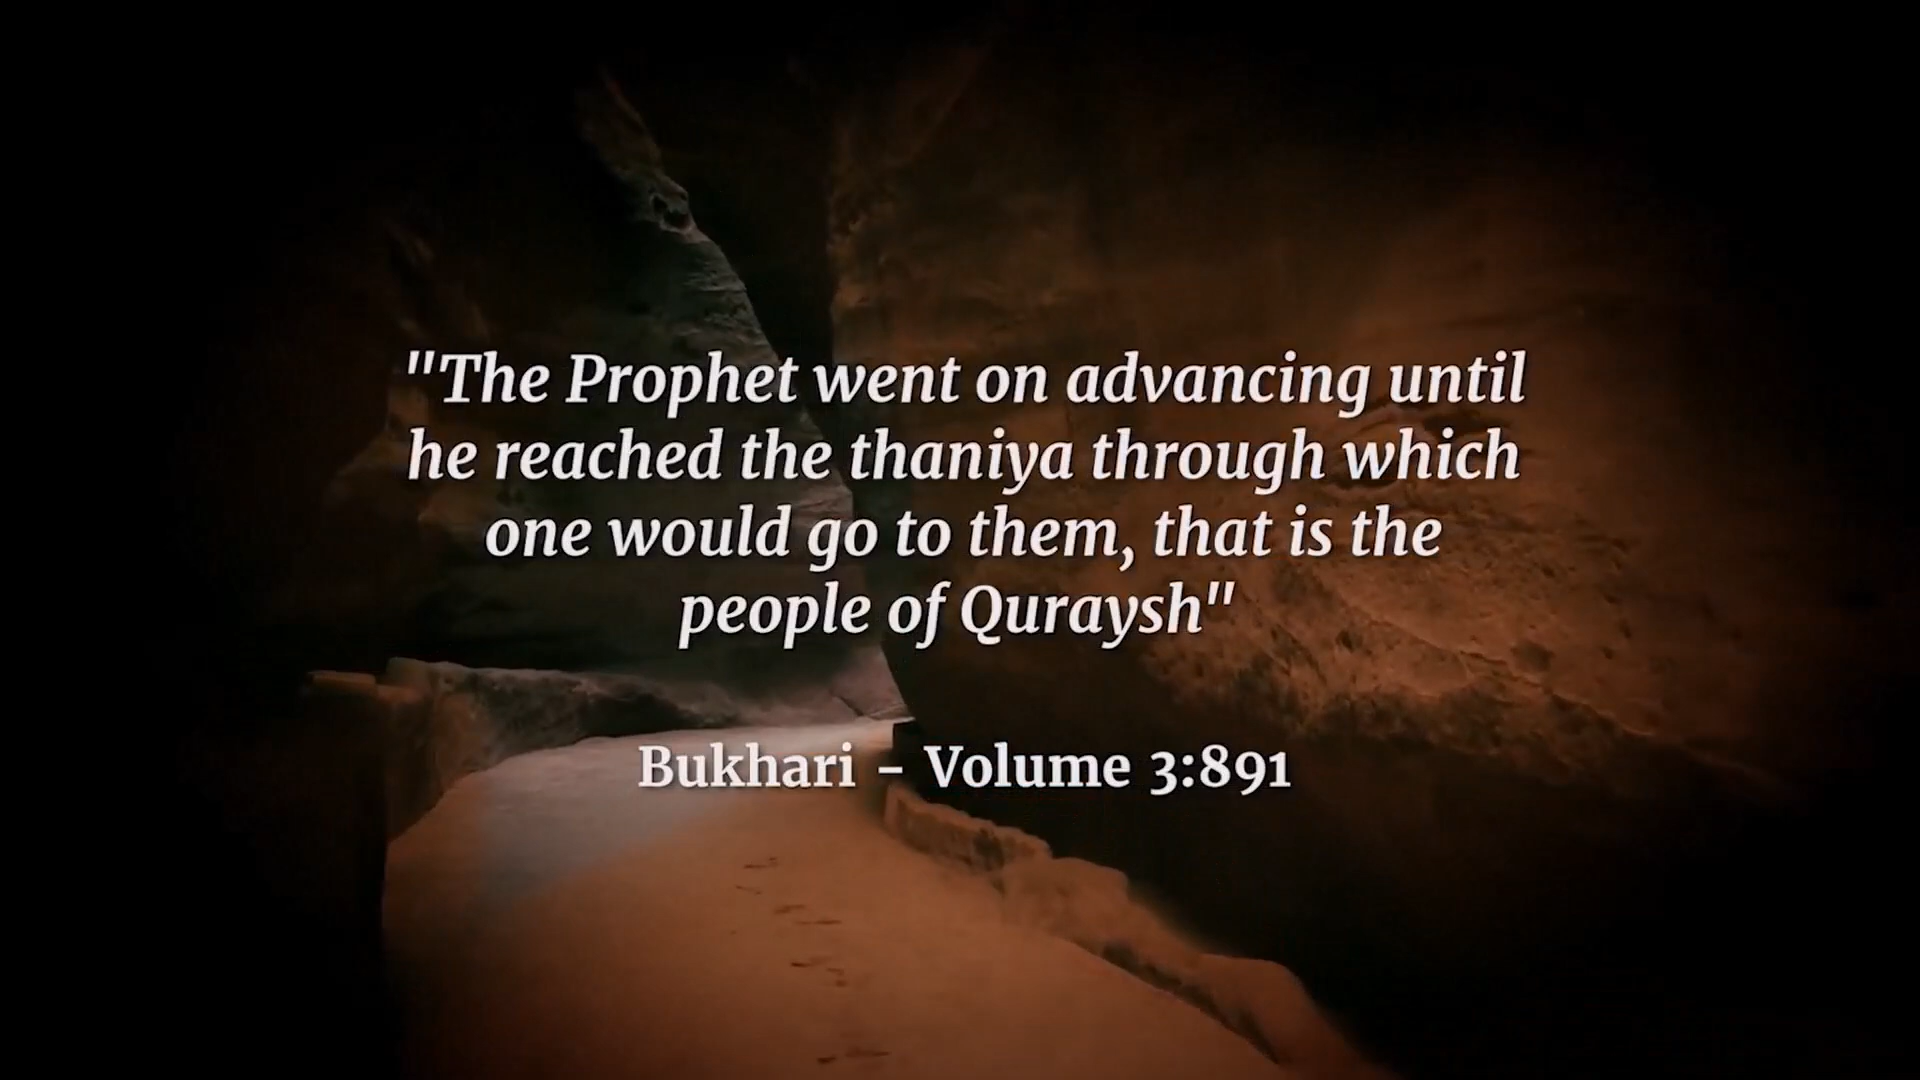 "The Prophet went on advancing until
he reached the thaniya through which
one would go to them, that is the
people of Quraysh"
Bukhari – Volume 3:891